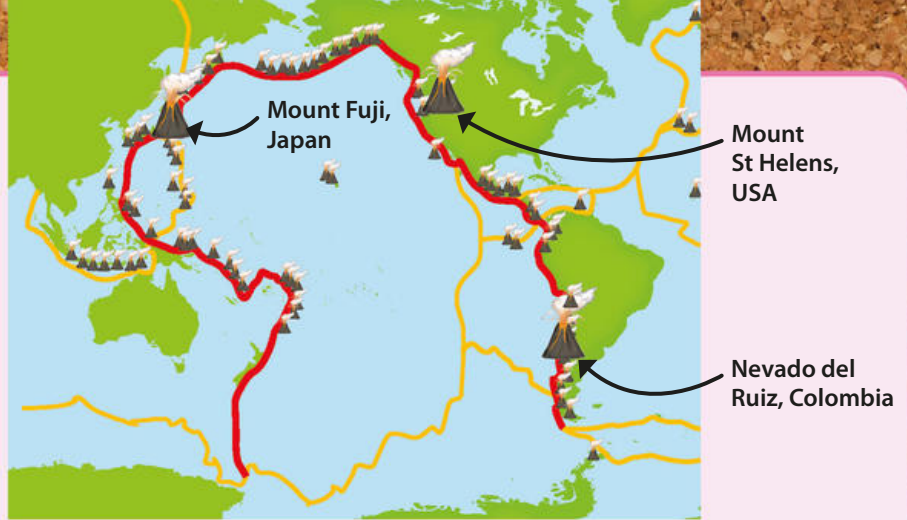 Mount Fuji,
Japan
Mount
St Helens,
USA
Nevado del
Ruiz, Colombia